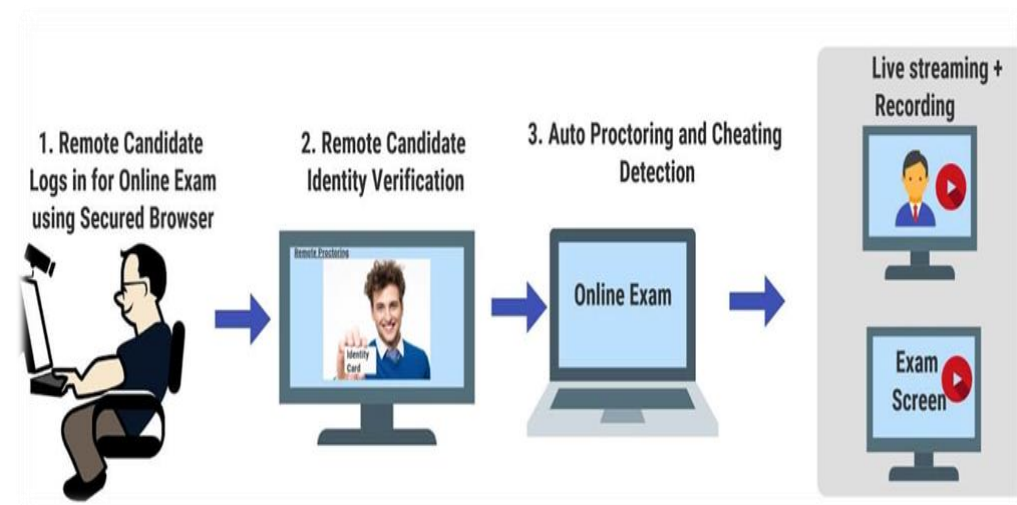 1. Remote Candidate
Logs in for Online Exam
using Secured Browser
2. Remote Candidate
Identity Verification
Remote Proctoring
Identity
Card
3. Auto Proctoring and Cheating
Detection
Online Exam
Live streaming +
Recording
Exam
Screen